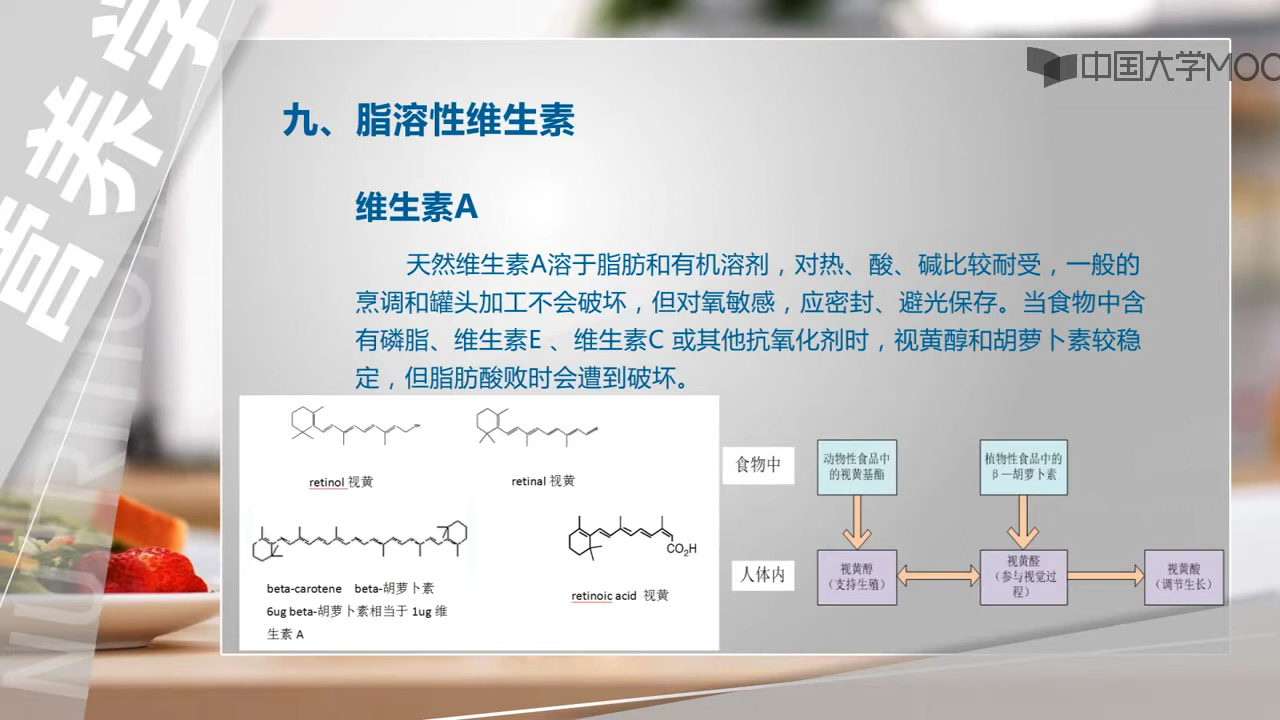 营养学
NUTRITION
中国大学MOO
九、脂溶性维生素
维生素A
天然维生素A溶于脂肪和有机溶剂，对热、酸、碱比较耐受，一般的
烹调和罐头加工不会破坏，但对氧敏感，应密封、避光保存。当食物中含
有磷脂、维生素E 、维生素C 或其他抗氧化剂时，视黄醇和胡萝卜素较稳
定，但脂肪酸败时会遭到破坏。
retinol 视黄
retinal 视黄
CO₂H
beta-carotene beta-胡萝卜素
6ug beta-胡萝卜素相当于 1ug 维
生素 A
retinoic acid 视黄
食物中
动物性食品中
的视黄基酯
植物性食品中的
β—胡萝卜素
人体内
视黄醇
（支持生殖）
视黄醛
（参与视觉过
程）
视黄酸
（调节生长）